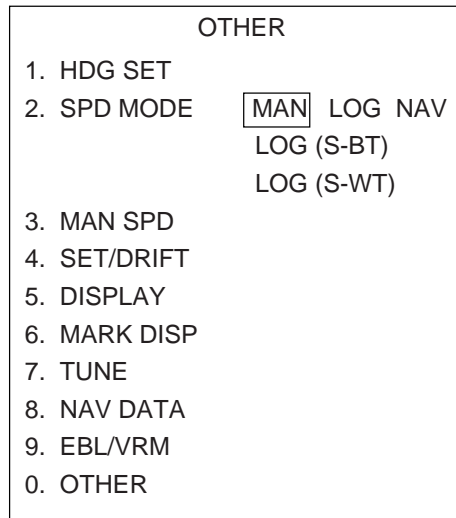 OTHER
1. HDG SET
2. SPD MODE MAN LOG NAV
LOG (S-BT)
LOG (S-WT)
3. MAN SPD
4. SET/DRIFT
5. DISPLAY
6. MARK DISP
7. TUNE
8. NAV DATA
9. EBL/VRM
0. OTHER